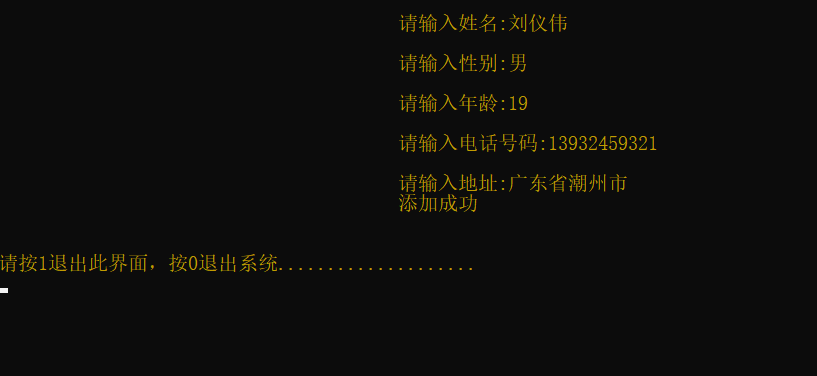 请输入姓名:刘仪伟
请输入性别:男
请输入年龄:19
请输入电话号码:13932459321
请输入地址:广东省潮州市
添加成功
请按1退出此界面，按0退出系统....................